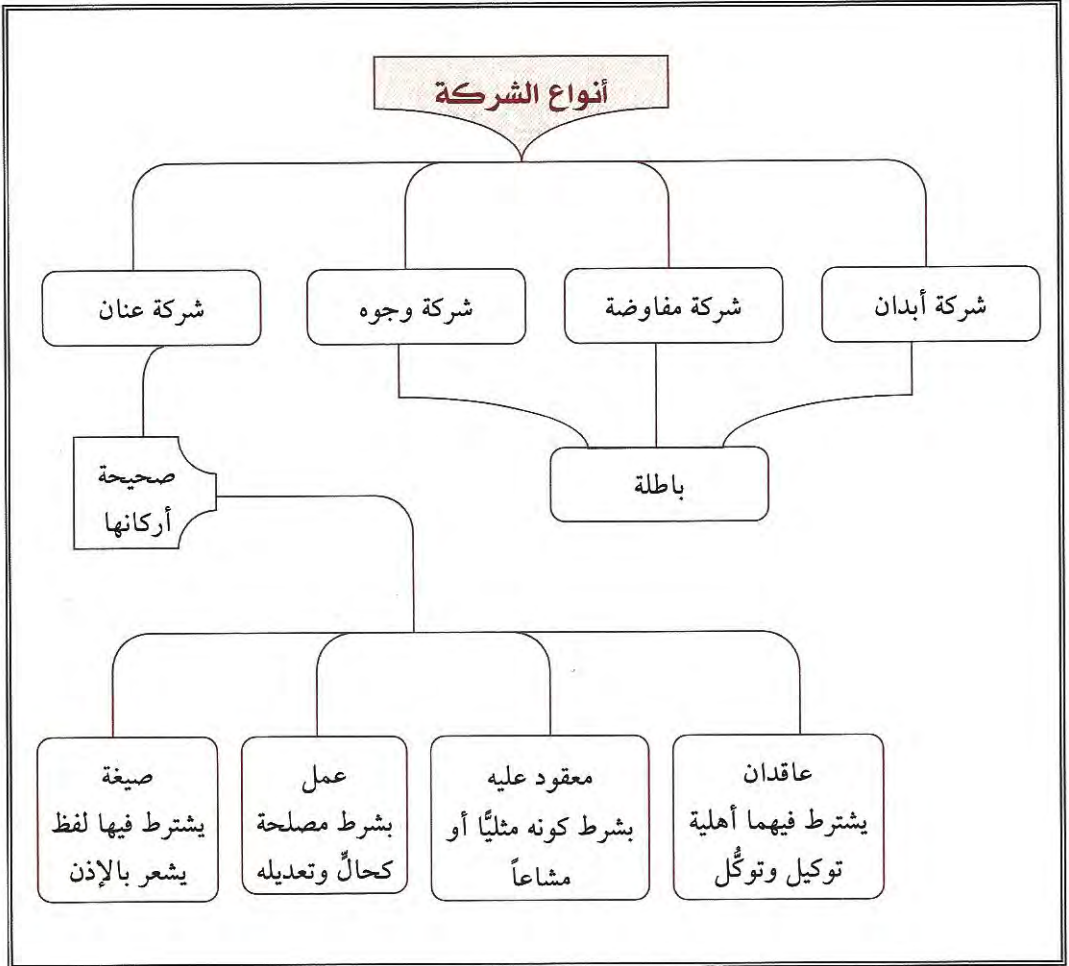 أنواع الشركة
شركة أبدان
شركة مفاوضة
شركة وجوه
شركة عنان
باطلة
صحيحة
أركانها
عاقدان
يشترط فيهما أهلية
توكيل وتوكُّل
معقود عليه
بشرط كونه مثليًّا أو
مشاعاً
عمل
بشرط مصلحة
كحالٍّ وتعديله
صيغة
يشترط فيها لفظ
يشعر بالإذن